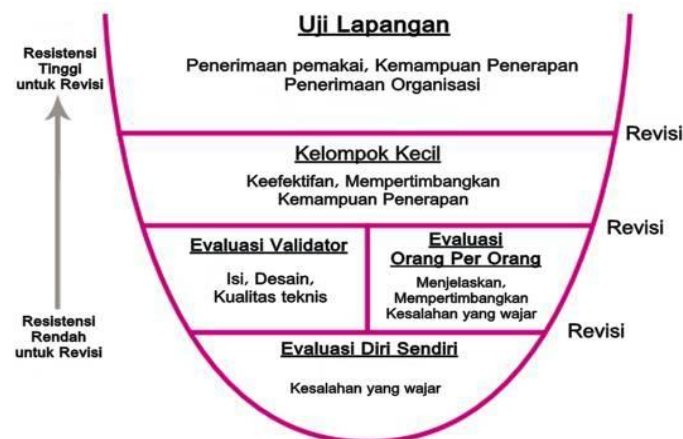 Uji Lapangan
Penerimaan pemakai, Kemampuan Penerapan
Penerimaan Organisasi
Resistensi
Tinggi
untuk Revisi
Revisi
Kelompok Kecil
Keefektifan, Mempertimbangkan
Kemampuan Penerapan
Revisi
Evaluasi Validator
Isi, Desain,
Kualitas teknis
Evaluasi
Orang Per Orang
Menjelaskan,
Mempertimbangkan
Kesalahan yang wajar
Resistensi
Rendah
untuk Revisi
Revisi
Evaluasi Diri Sendiri
Kesalahan yang wajar